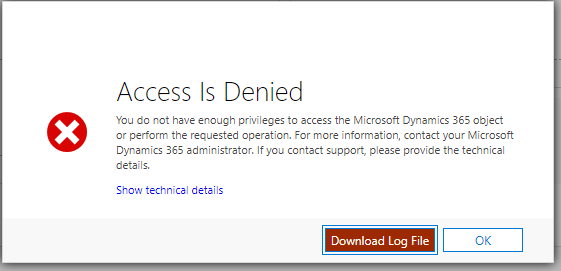 Access Is Denied
You do not have enough privileges to access the Microsoft Dynamics 365 object
or perform the requested operation. For more information, contact your Microsoft
Dynamics 365 administrator. If you contact support, please provide the technical
details.
Show technical details
Download Log File
OK